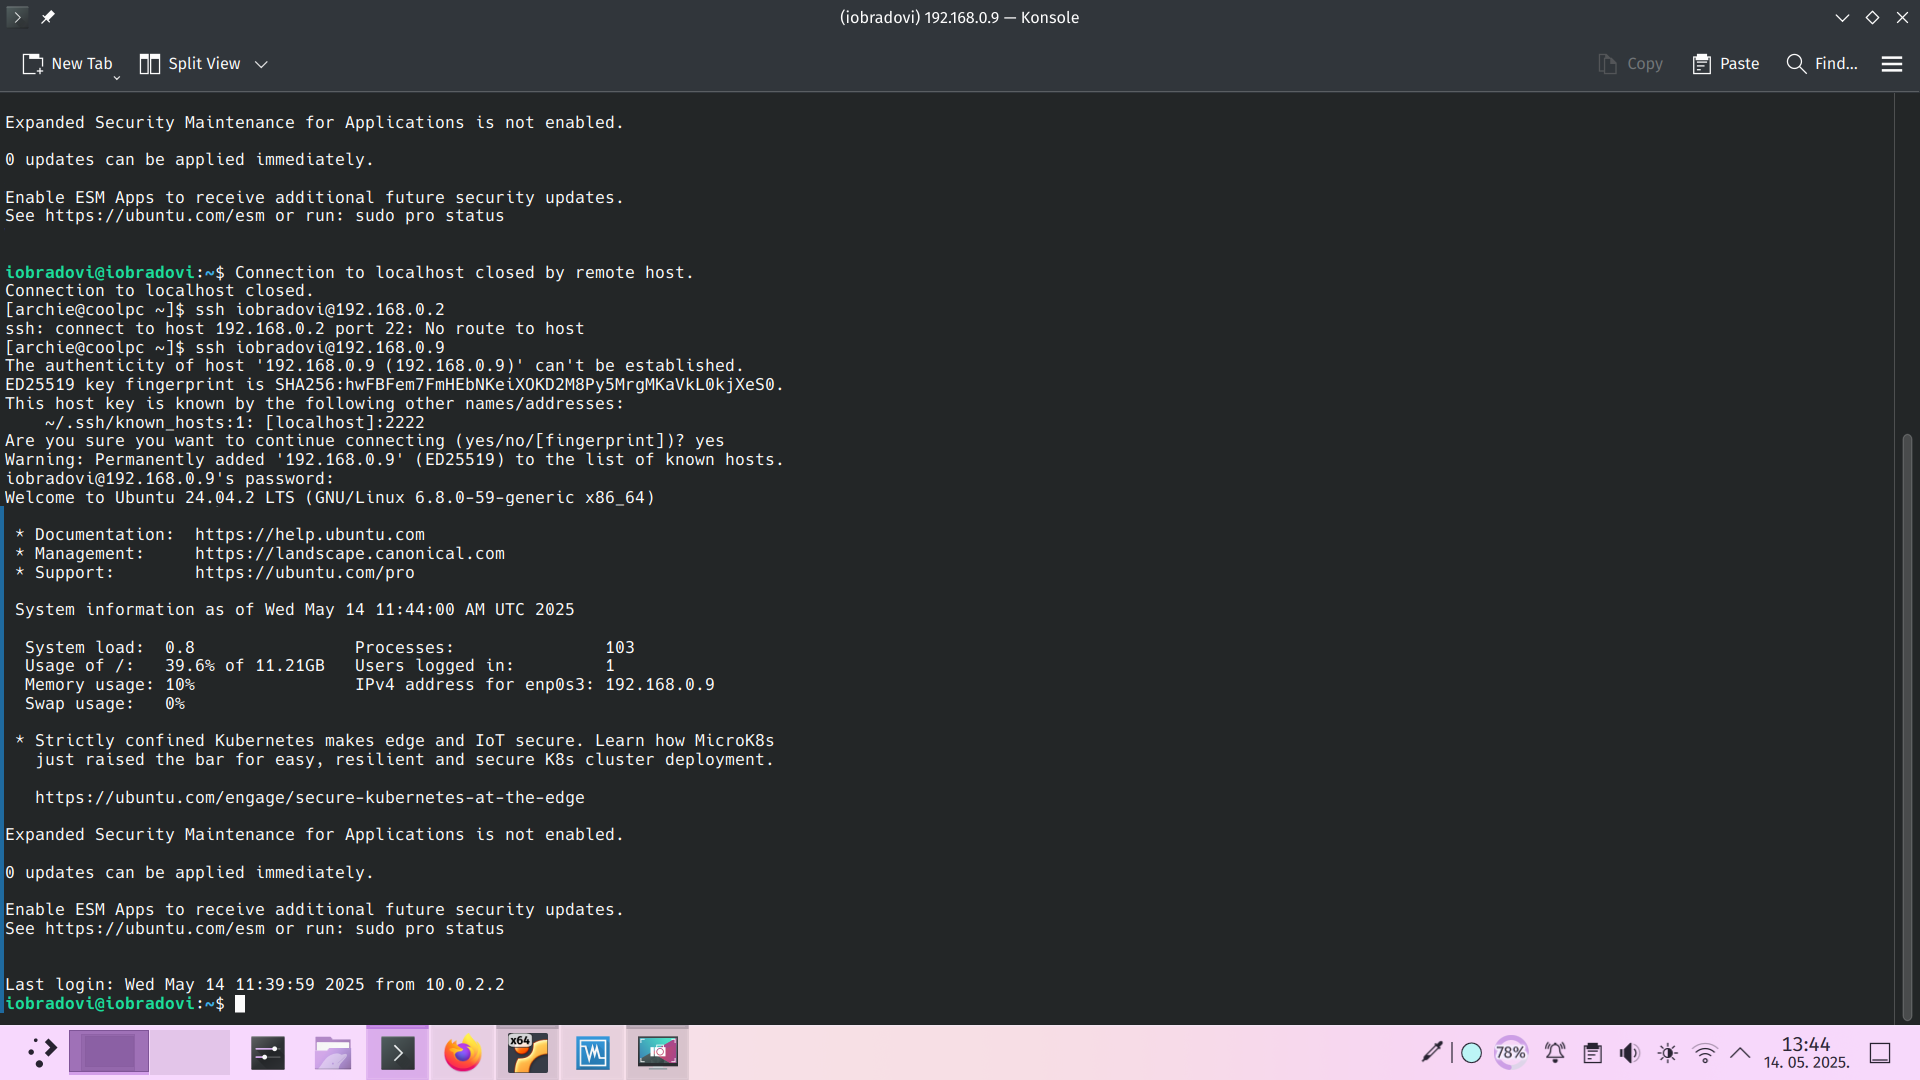 (iobradovi) 192.168.0.9 — Konsole
New Tab
Split View
Copy
Paste
Find...
Expanded Security Maintenance for Applications is not enabled.
0 updates can be applied immediately.
Enable ESM Apps to receive additional future security updates.
See https://ubuntu.com/esm or run: sudo pro status
iobradovi@iobradovi:~$ Connection to localhost closed by remote host.
Connection to localhost closed.
[archie@coolpc ~]$ ssh iobradovi@192.168.0.2
ssh: connect to host 192.168.0.2 port 22: No route to host
[archie@coolpc ~]$ ssh iobradovi@192.168.0.9
The authenticity of host '192.168.0.9 (192.168.0.9)' can't be established.
ED25519 key fingerprint is SHA256:hwFBFem7FmHEbNKeiXOKD2M8Py5MrgMKaVkL0kjXeS0.
This host key is known by the following other names/addresses:
    ~/.ssh/known_hosts:1: [localhost]:2222
Are you sure you want to continue connecting (yes/no/[fingerprint])? yes
Warning: Permanently added '192.168.0.9' (ED25519) to the list of known hosts.
iobradovi@192.168.0.9's password:
Welcome to Ubuntu 24.04.2 LTS (GNU/Linux 6.8.0-59-generic x86_64)
 * Documentation:  https://help.ubuntu.com
 * Management:     https://landscape.canonical.com
 * Support:        https://ubuntu.com/pro
 System information as of Wed May 14 11:44:00 AM UTC 2025
  System load:  0.8                Processes:               103
  Usage of /:   39.6% of 11.21GB   Users logged in:         1
  Memory usage: 10%                IPv4 address for enp0s3: 192.168.0.9
  Swap usage:   0%
 * Strictly confined Kubernetes makes edge and IoT secure. Learn how MicroK8s
   just raised the bar for easy, resilient and secure K8s cluster deployment.
   https://ubuntu.com/engage/secure-kubernetes-at-the-edge
Expanded Security Maintenance for Applications is not enabled.
0 updates can be applied immediately.
Enable ESM Apps to receive additional future security updates.
See https://ubuntu.com/esm or run: sudo pro status
Last login: Wed May 14 11:39:59 2025 from 10.0.2.2
iobradovi@iobradovi:~$
x64
78%
13:44
14. 05. 2025.